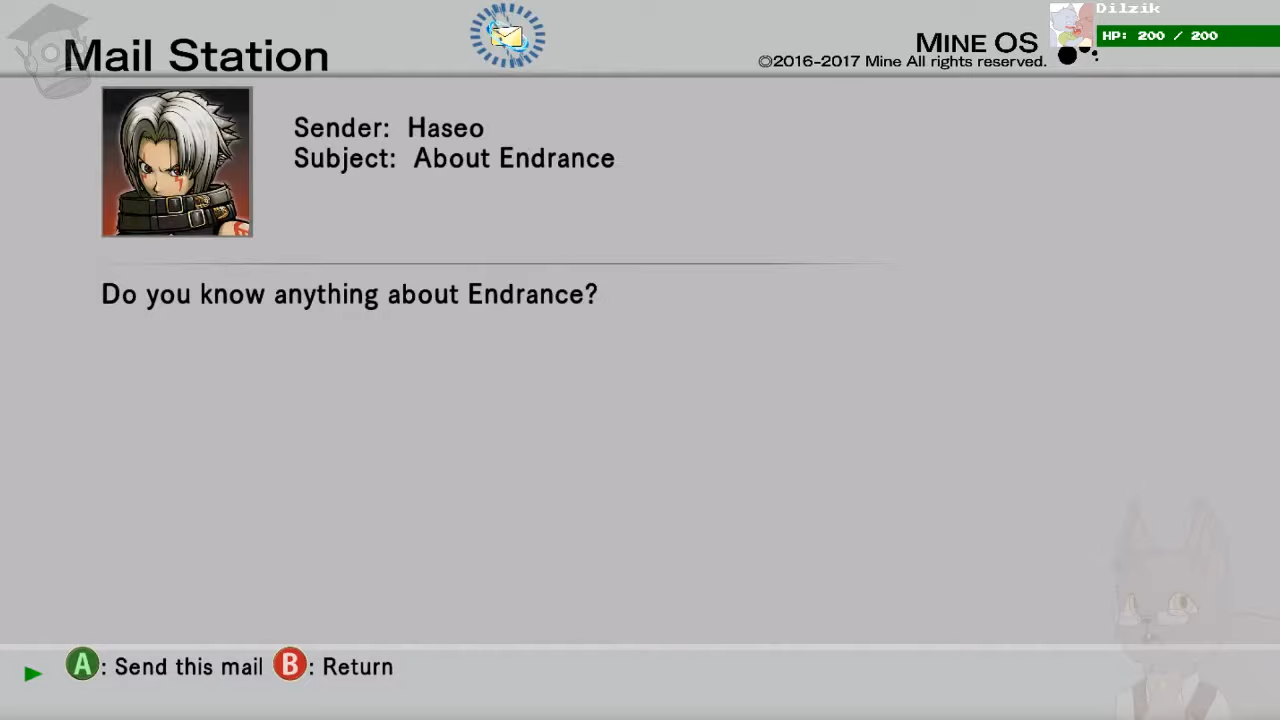 Mail Station
MINE OS
©2016-2017 Mine All rights reserved.
Dilzik
HP: 200 / 200
Sender: Haseo
Subject: About Endrance
Do you know anything about Endrance?
A: Send this mail B: Return